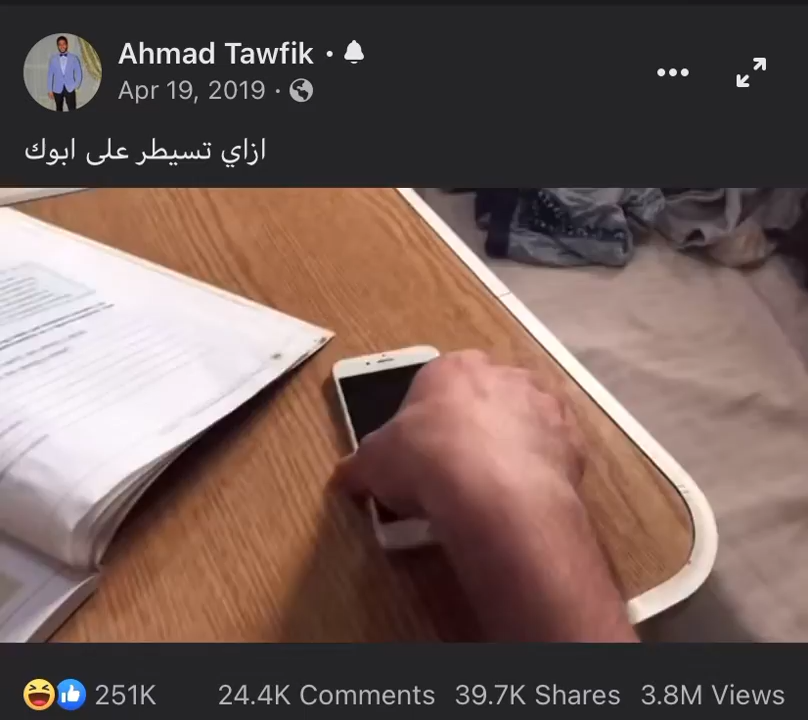 Ahmad Tawfik ·
Apr 19, 2019 ·
ازاي تسيطر على ابوك
251K 24.4K Comments 39.7K Shares 3.8M Views